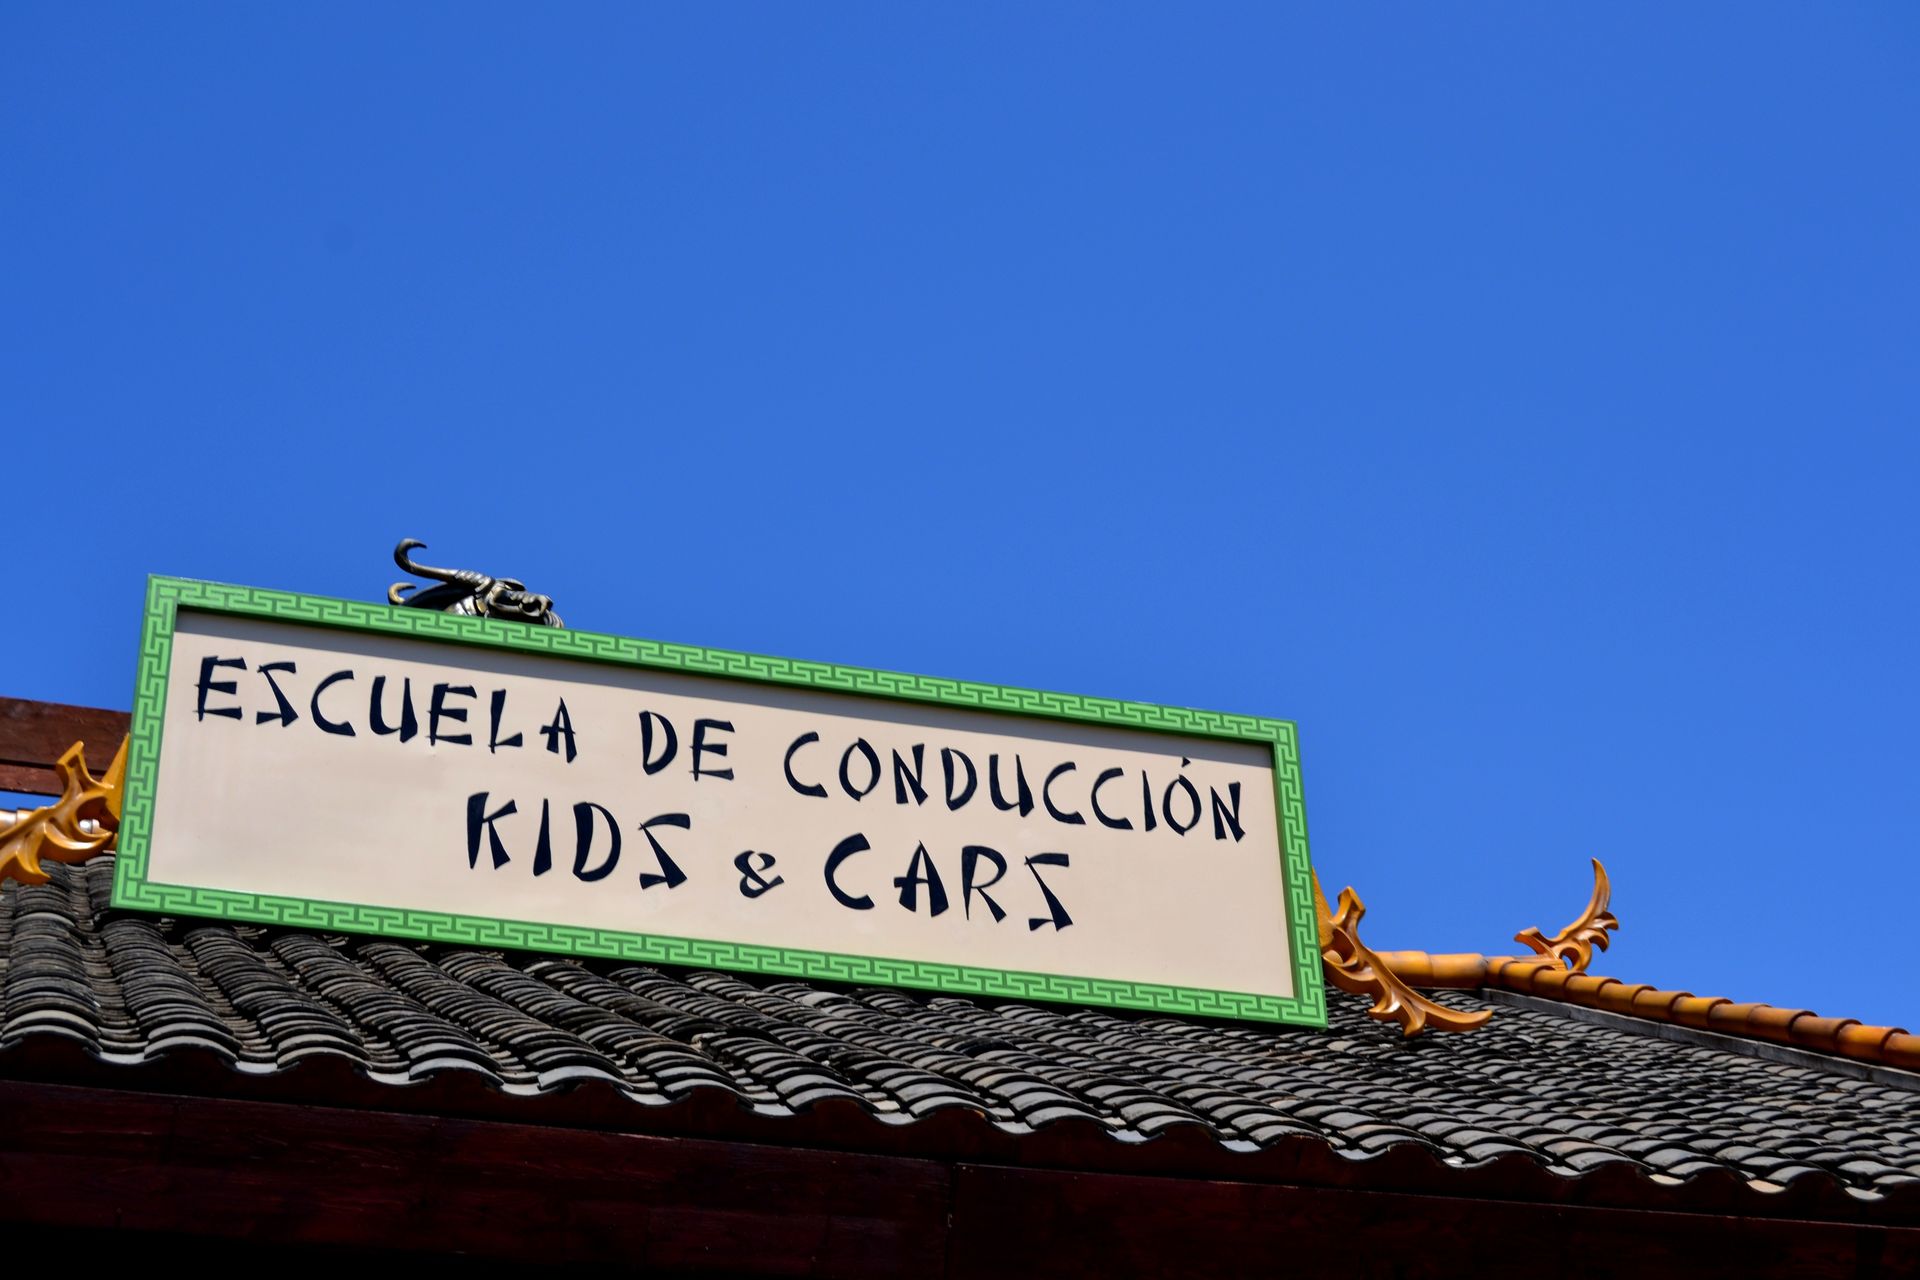 ESCUELA DE CONDUCCIÓN
KIDS & CARS